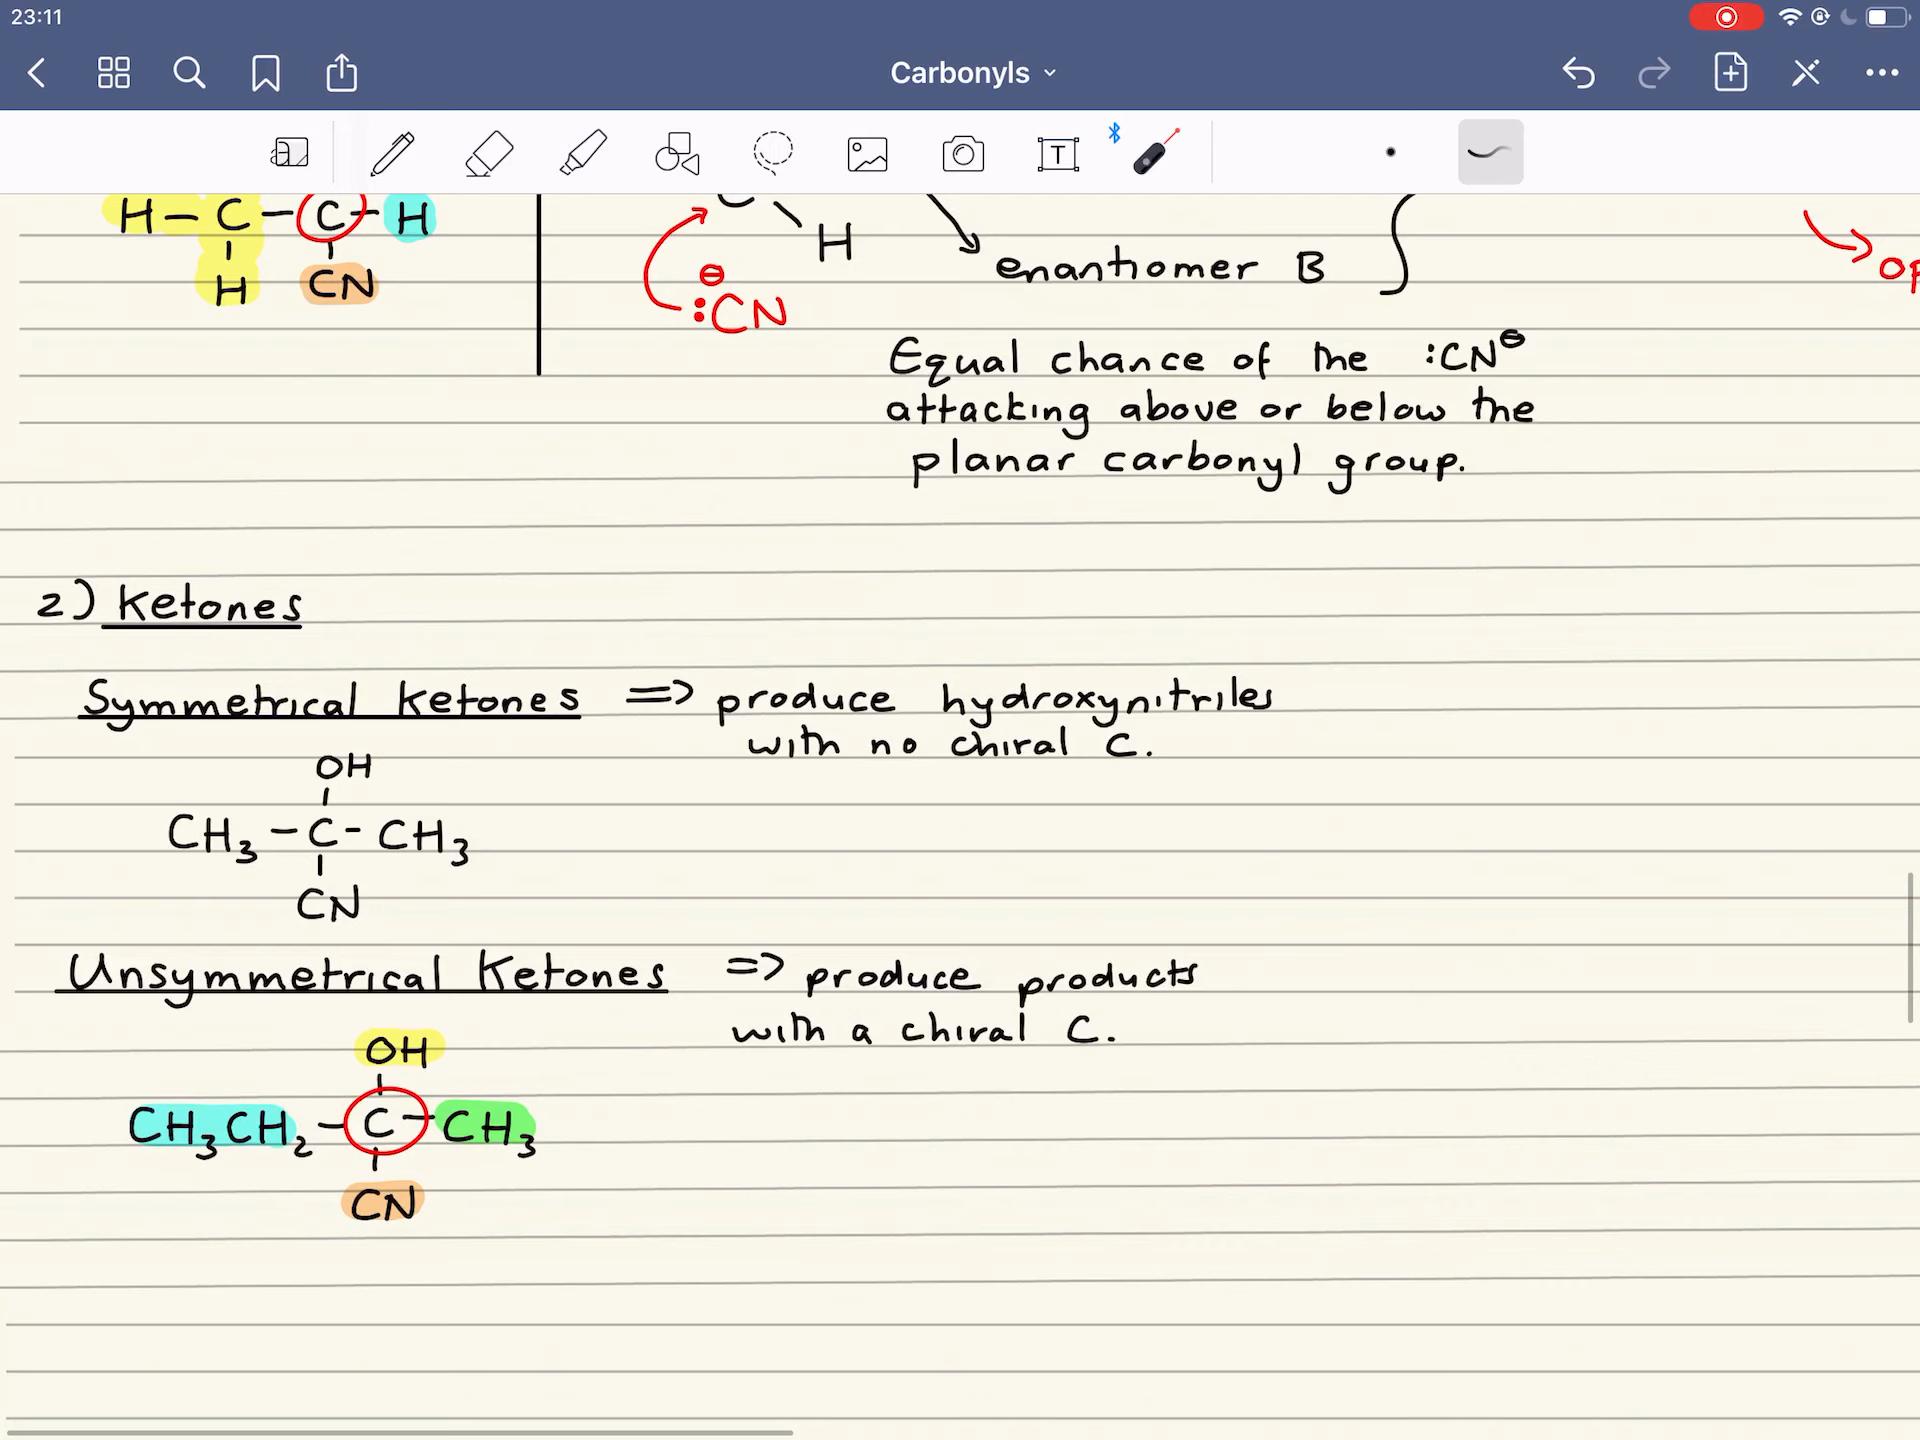 23:11
Carbonyls
T
H — C — C — H
H
CN
H
enantiomer B
⊖
:CN
Equal chance of the :CN⊖
attacking above or below the
planar carbonyl group.
2) Ketones
Symmetrical Ketones => produce hydroxynitriles
with no chiral C.
OH
CH₃ — C — CH₃
CN
Unsymmetrical Ketones => produce products
with a chiral C.
OH
CH₃CH₂ — C — CH₃
CN